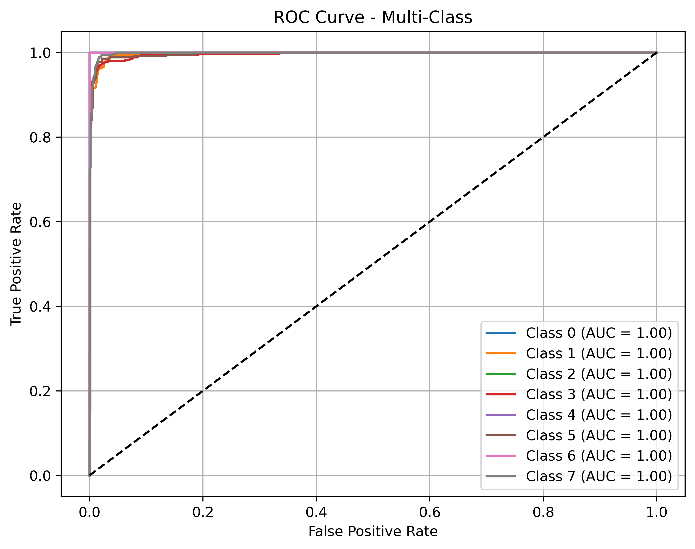 ROC Curve - Multi-Class
True Positive Rate
1.0
0.8
0.6
0.4
0.2
0.0
Class 0 (AUC = 1.00)
Class 1 (AUC = 1.00)
Class 2 (AUC = 1.00)
Class 3 (AUC = 1.00)
Class 4 (AUC = 1.00)
Class 5 (AUC = 1.00)
Class 6 (AUC = 1.00)
Class 7 (AUC = 1.00)
0.0 0.2 0.4 0.6 0.8 1.0
False Positive Rate